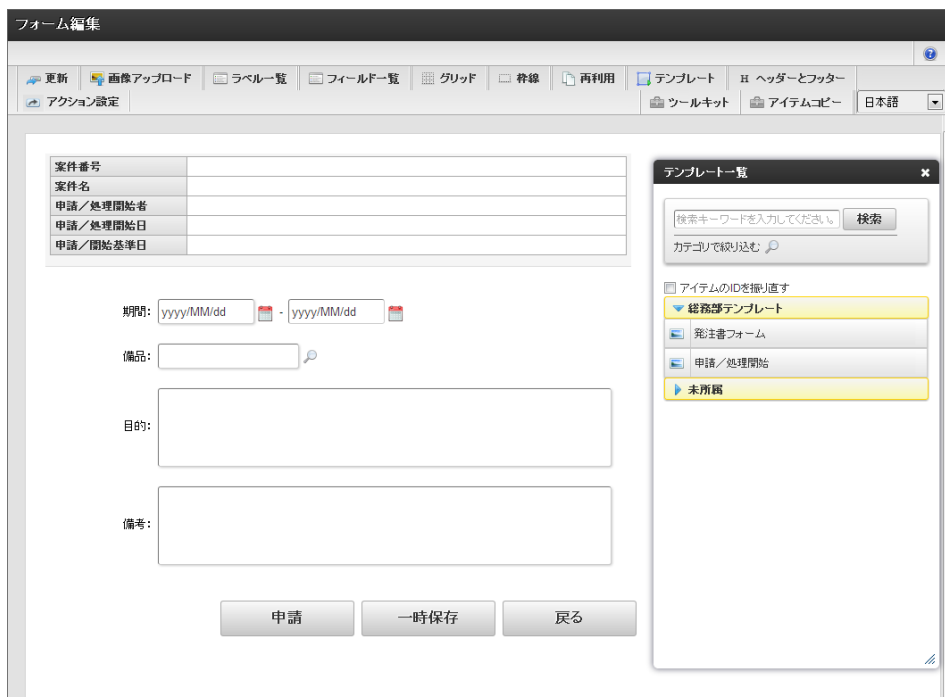 フォーム編集
更新 画像アップロード ラベル一覧 フィールド一覧 グリッド 枠線 再利用 テンプレート H ヘッダーとフッター
アクション設定 ツールキット アイテムコピー 日本語
案件番号
案件名
申請／処理開始者
申請／処理開始日
申請／開始基準日
期間: yyyy/MM/dd - yyyy/MM/dd
備品:
目的:
備考:
申請 一時保存 戻る
テンプレート一覧
検索キーワードを入力してください。 検索
カテゴリで絞り込む
アイテムのIDを振り直す
総務部テンプレート
発注書フォーム
申請／処理開始
未所属